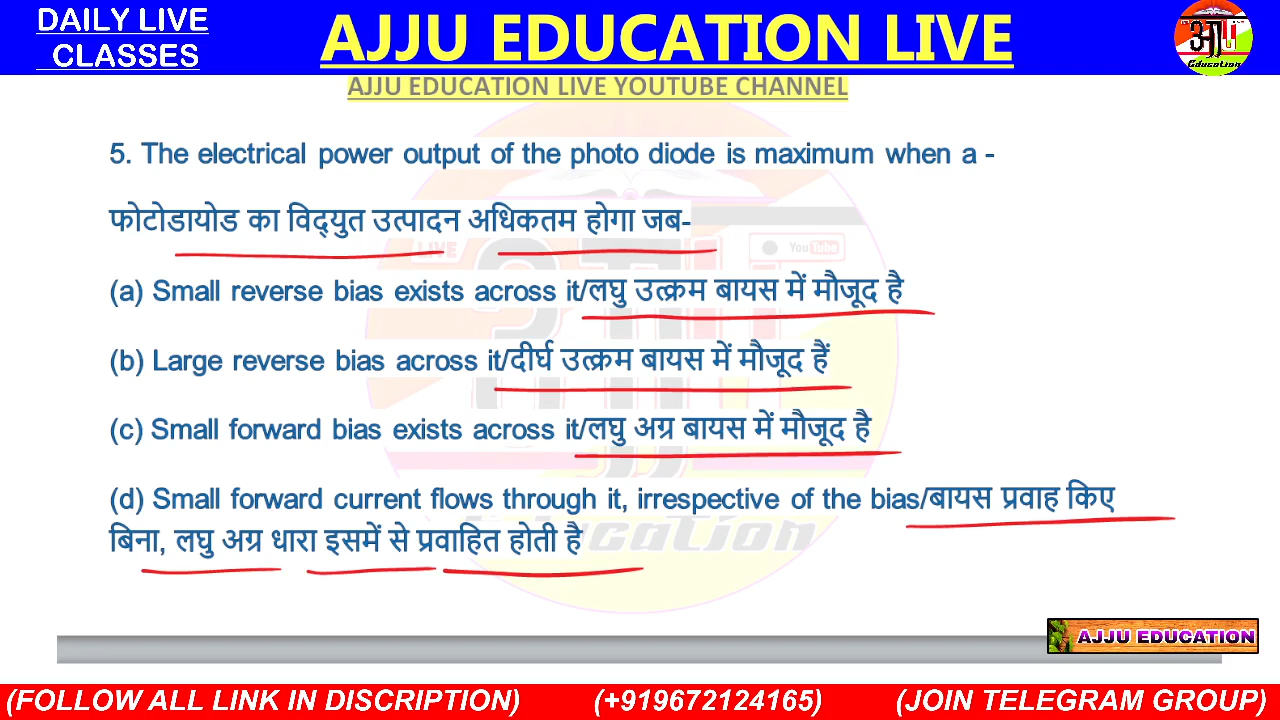 DAILY LIVE
CLASSES
AJJU EDUCATION LIVE
AJJU EDUCATION LIVE YOUTUBE CHANNEL
5. The electrical power output of the photo diode is maximum when a -
फोटोडायोड का विद्युत उत्पादन अधिकतम होगा जब-
(a) Small reverse bias exists across it/लघु उत्क्रम बायस में मौजूद है
(b) Large reverse bias across it/दीर्घ उत्क्रम बायस में मौजूद हैं
(c) Small forward bias exists across it/लघु अग्र बायस में मौजूद है
(d) Small forward current flows through it, irrespective of the bias/बायस प्रवाह किए
बिना, लघु अग्र धारा इसमें से प्रवाहित होती है
LIVE
YouTube
Education
AJJU EDUCATION
(FOLLOW ALL LINK IN DISCRIPTION) (+919672124165) (JOIN TELEGRAM GROUP)